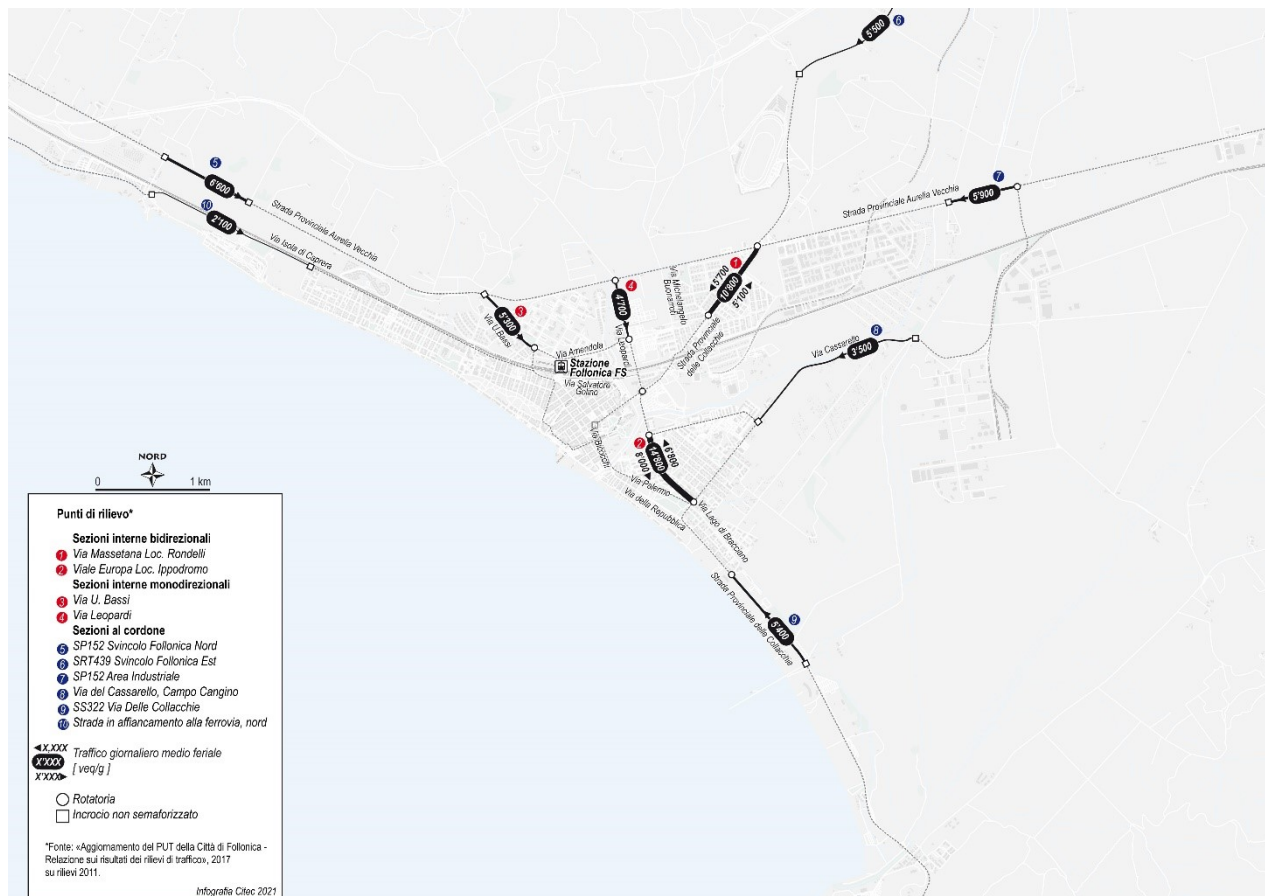 5'500
6
5
6'600
7
5'900
Strada Provinciale Aurelia Vecchia
10
2'100
Strada Provinciale Aurelia Vecchia
Via Isola di Caprera
1
5'700
10'800
5'100
Via Michelangelo
Buonarroti
4
4'700
3
5'300
Via U.Bassi
Via Leopardi
Strada Provinciale
delle Collacchie
8
3'500
Via Cassarello
Via Amendola
Stazione
Follonica FS
Via Salvatore
Golino
Via Bicocchi
2
6'800
14'800
8'000
Via Palermo
Via della Repubblica
Via Lago di Bracciano
9
5'400
Strada Provinciale delle Collacchie
NORD
0 1 km
Punti di rilievo*
Sezioni interne bidirezionali
1 Via Massetana Loc. Rondelli
2 Viale Europa Loc. Ippodromo
Sezioni interne monodirezionali
3 Via U. Bassi
4 Via Leopardi
Sezioni al cordone
5 SP152 Svincolo Follonica Nord
6 SRT439 Svincolo Follonica Est
7 SP152 Area Industriale
8 Via del Cassarello, Campo Cangino
9 SS322 Via Delle Collacchie
10 Strada in affiancamento alla ferrovia, nord
X,XXX
X'XXX
X'XXX
Traffico giornaliero medio feriale
[ veq/g ]
Rotatoria
Incrocio non semaforizzato
*Fonte: «Aggiornamento del PUT della Città di Follonica -
Relazione sui risultati dei rilievi di traffico», 2017
su rilievi 2011.
Infografia Citec 2021